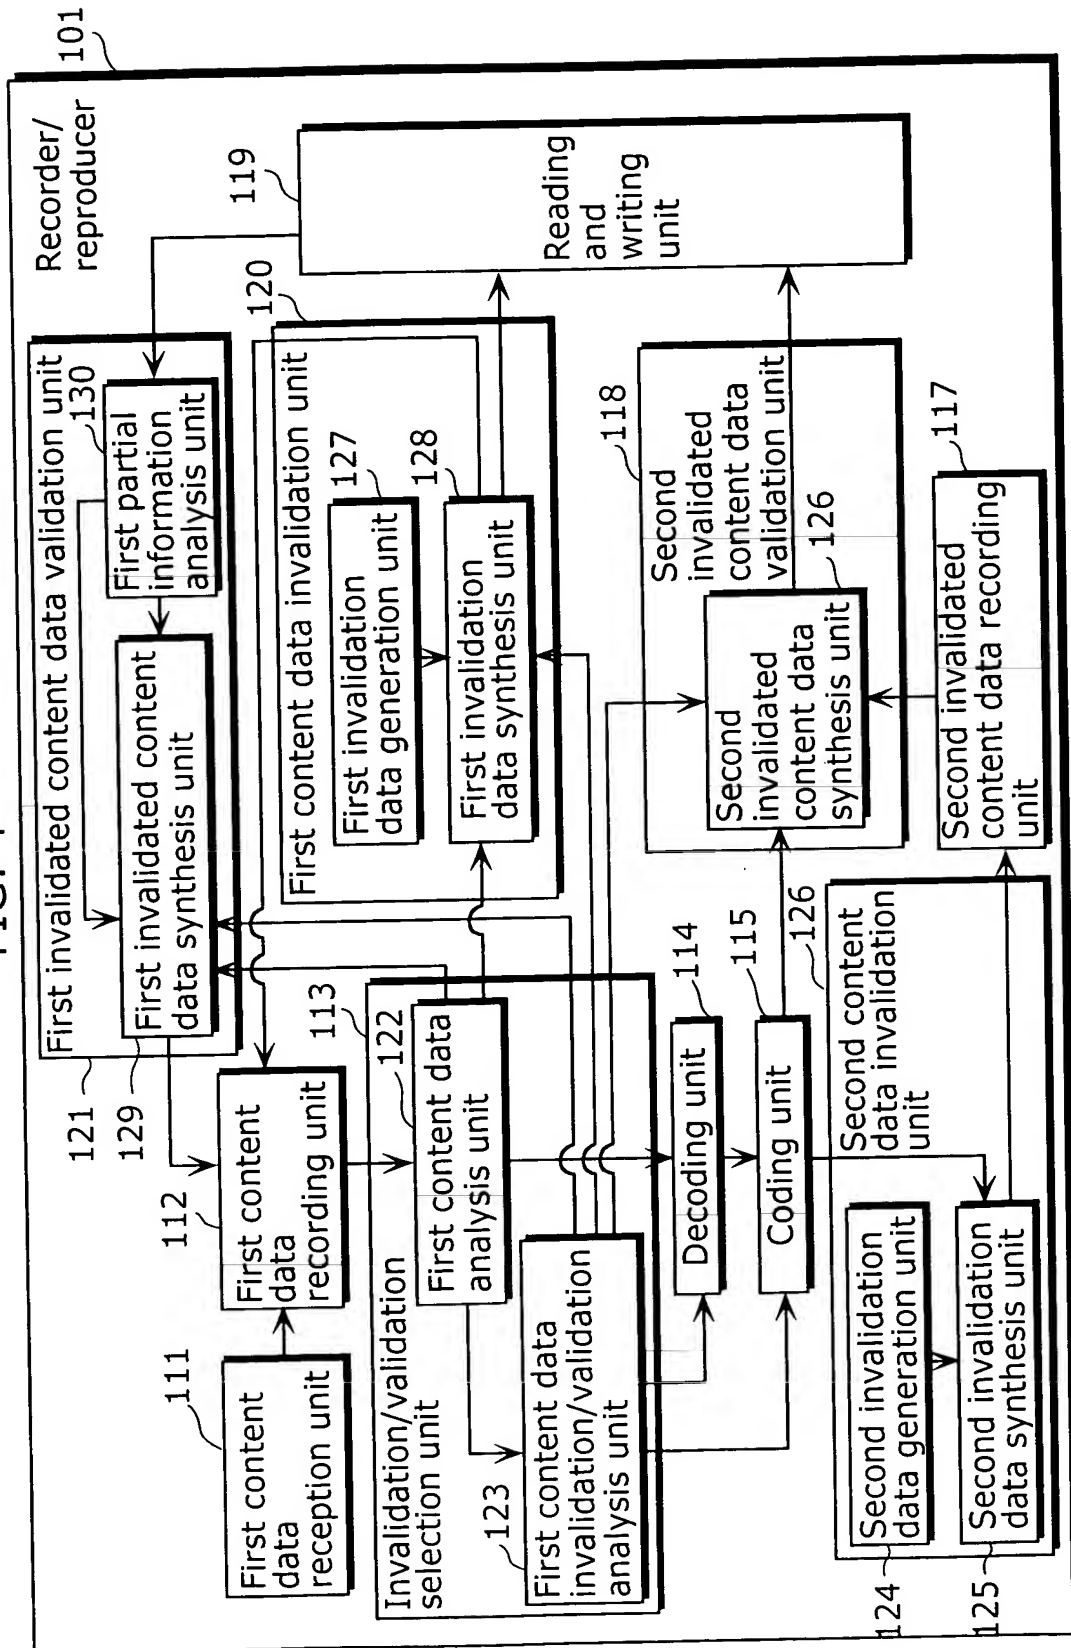 101
Recorder/
reproducer
First invalidated content data validation unit
130
First partial
information
analysis unit
First invalidated content
data synthesis unit
121
129
119
Reading
and
writing
unit
120
First content data invalidation unit
127
First invalidation
data generation unit
128
First invalidation
data synthesis unit
111
First content
data
reception unit
112
First content
data
recording unit
113
Invalidation/validation
selection unit
122
First content data
analysis unit
123
First content data
invalidation/validation
analysis unit
114
Decoding unit
115
Coding unit
118
Second
invalidated
content data
validation unit
126
Second
invalidated
content data
synthesis unit
117
Second invalidated
content data recording
unit
126
Second content
data invalidation
unit
Second invalidation
data generation unit
124
Second invalidation
data synthesis unit
125